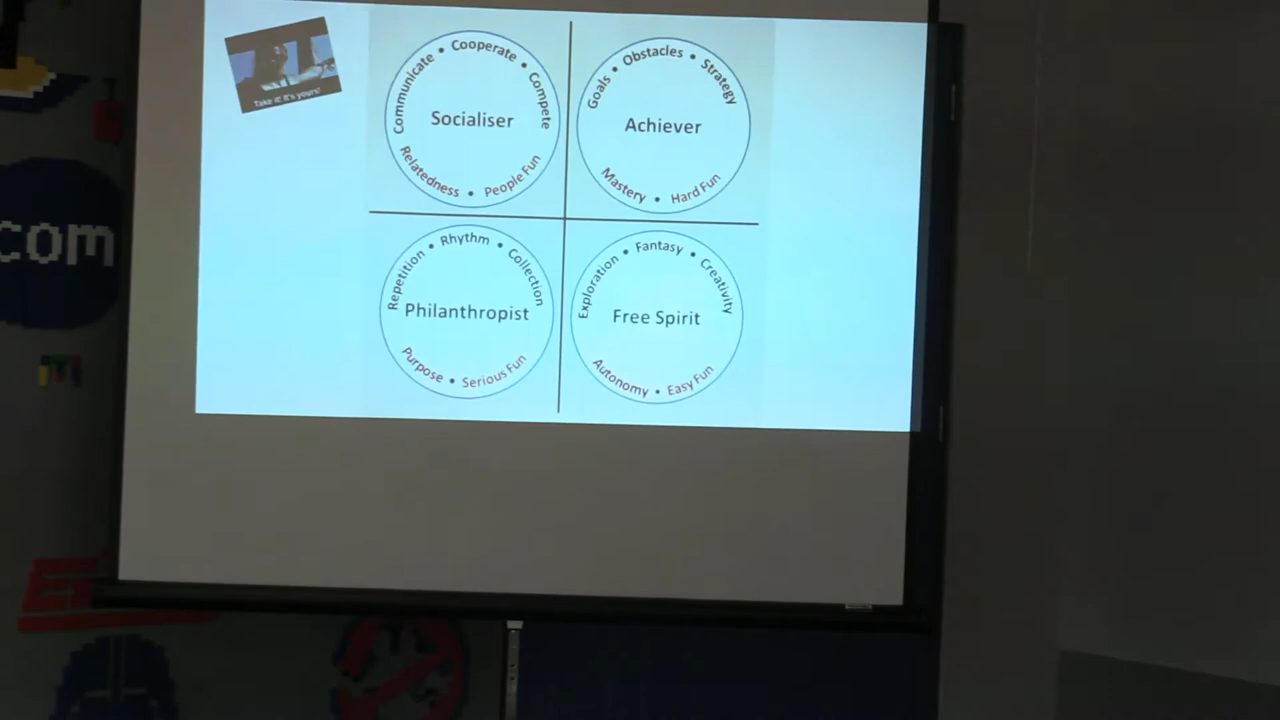 Take it! It's yours!
Communicate • Cooperate • Compete
Socialiser
Relatedness • People Fun
Goals • Obstacles • Strategy
Achiever
Mastery • Hard Fun
Repetition • Rhythm • Collection
Philanthropist
Purpose • Serious Fun
Exploration • Fantasy • Creativity
Free Spirit
Autonomy • Easy Fun
com